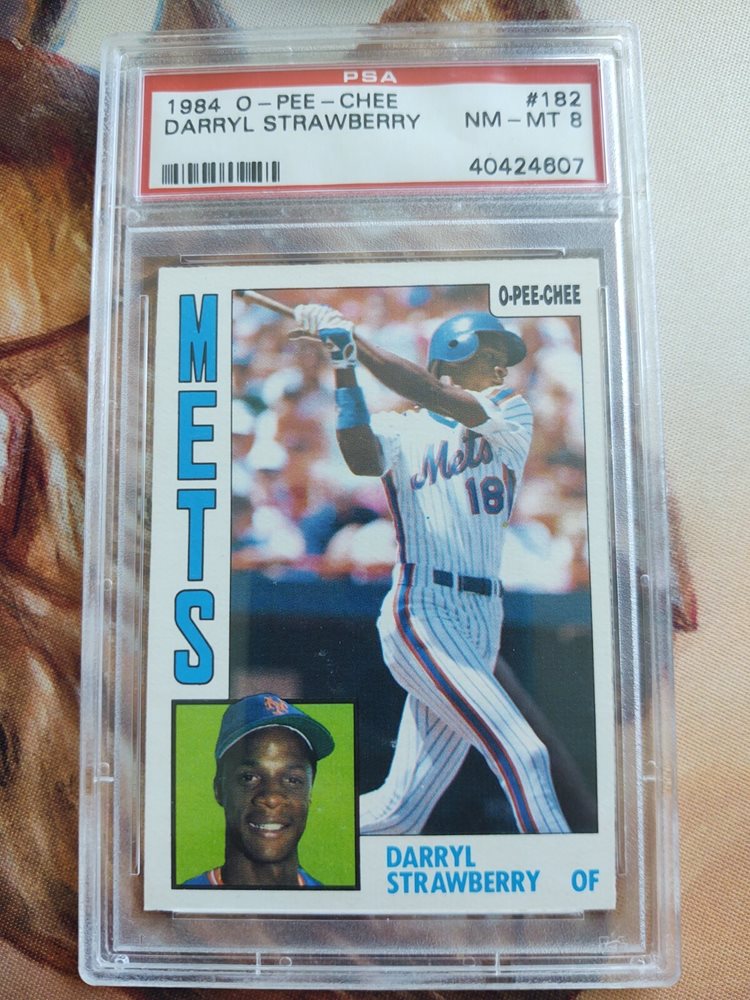 PSA
1984 O-PEE-CHEE #182
DARRYL STRAWBERRY NM-MT 8
40424607
O-PEE-CHEE
METS
Mets
18
NY
DARRYL
STRAWBERRY OF